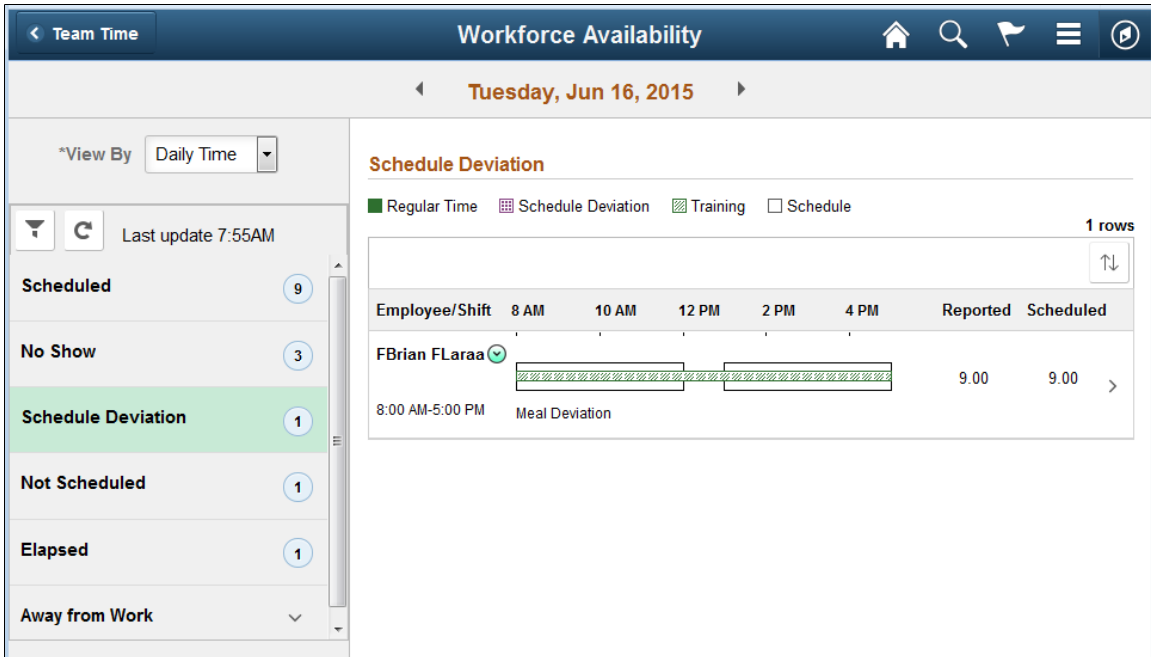 Team Time
Workforce Availability
Tuesday, Jun 16, 2015
*View By Daily Time
Last update 7:55AM
Scheduled 9
No Show 3
Schedule Deviation 1
Not Scheduled 1
Elapsed 1
Away from Work
Schedule Deviation
Regular Time Schedule Deviation Training Schedule
1 rows
Employee/Shift 8 AM 10 AM 12 PM 2 PM 4 PM Reported Scheduled
FBrian FLaraa 9.00 9.00
8:00 AM-5:00 PM Meal Deviation